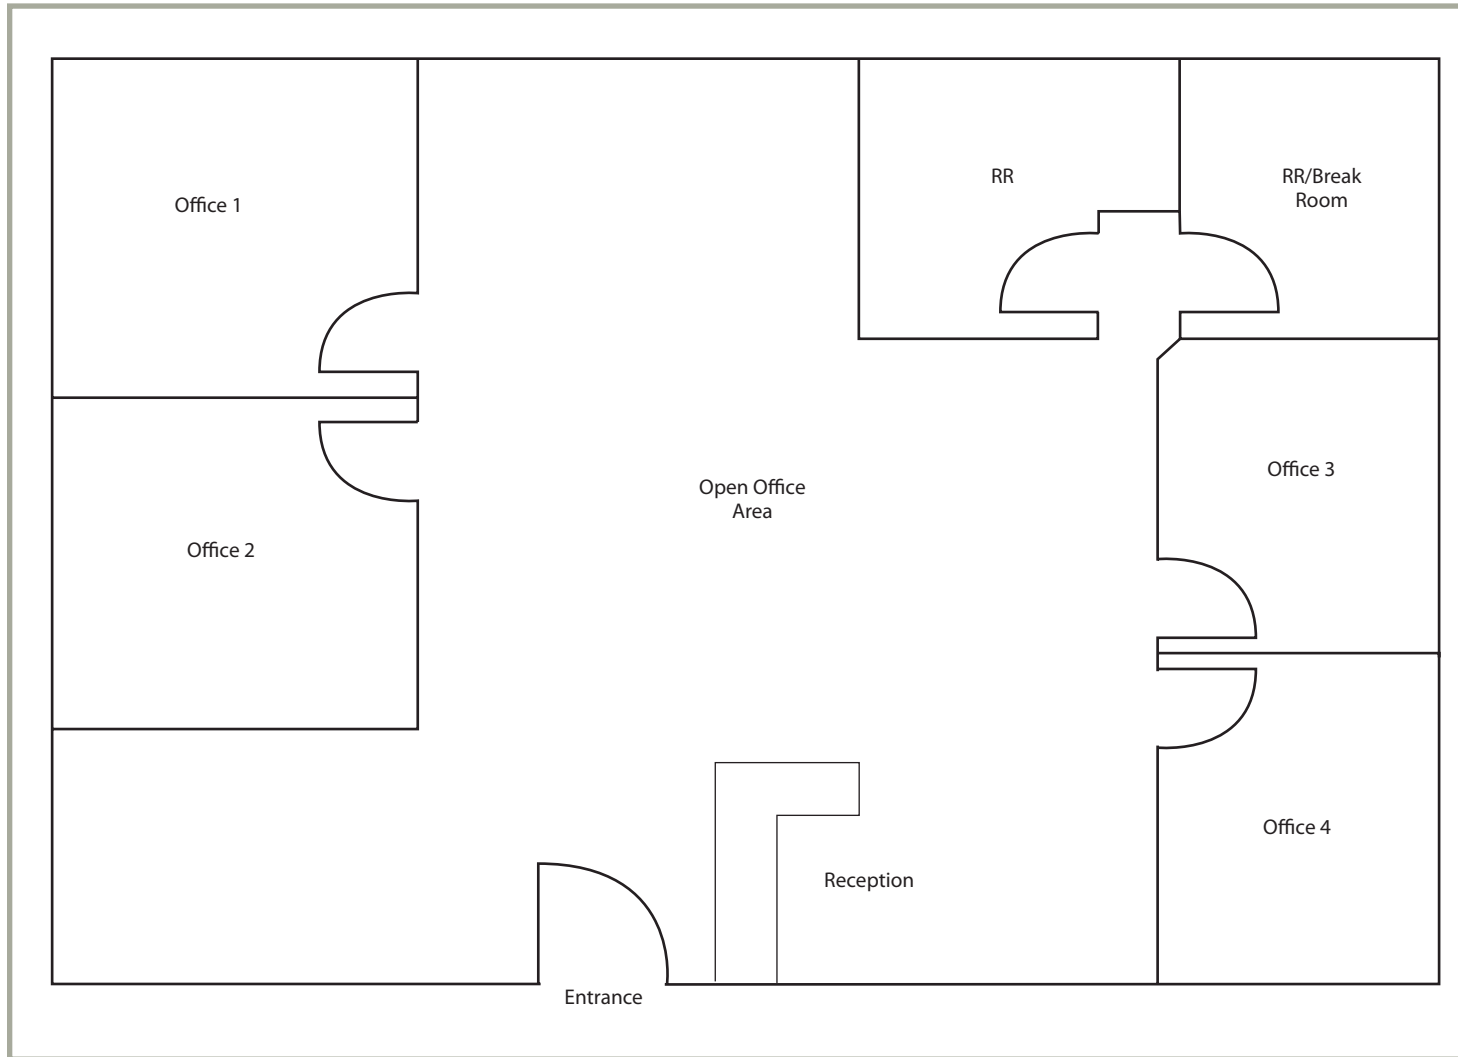 RR
RR/Break
Room
Office 1
Office 3
Open Office
Area
Office 2
Office 4
Reception
Entrance